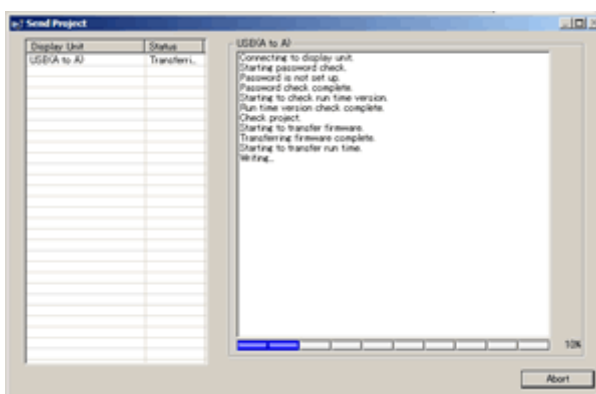 Send Project
Display Unit Status
USB(A to A) Transferri..
USB(A to A)
Connecting to display unit.
Starting password check.
Password is not set up.
Password check complete.
Starting to check run time version.
Run time version check complete.
Check project.
Starting to transfer firmware.
Transferring firmware complete.
Starting to transfer run time.
Writing..
10%
Abort